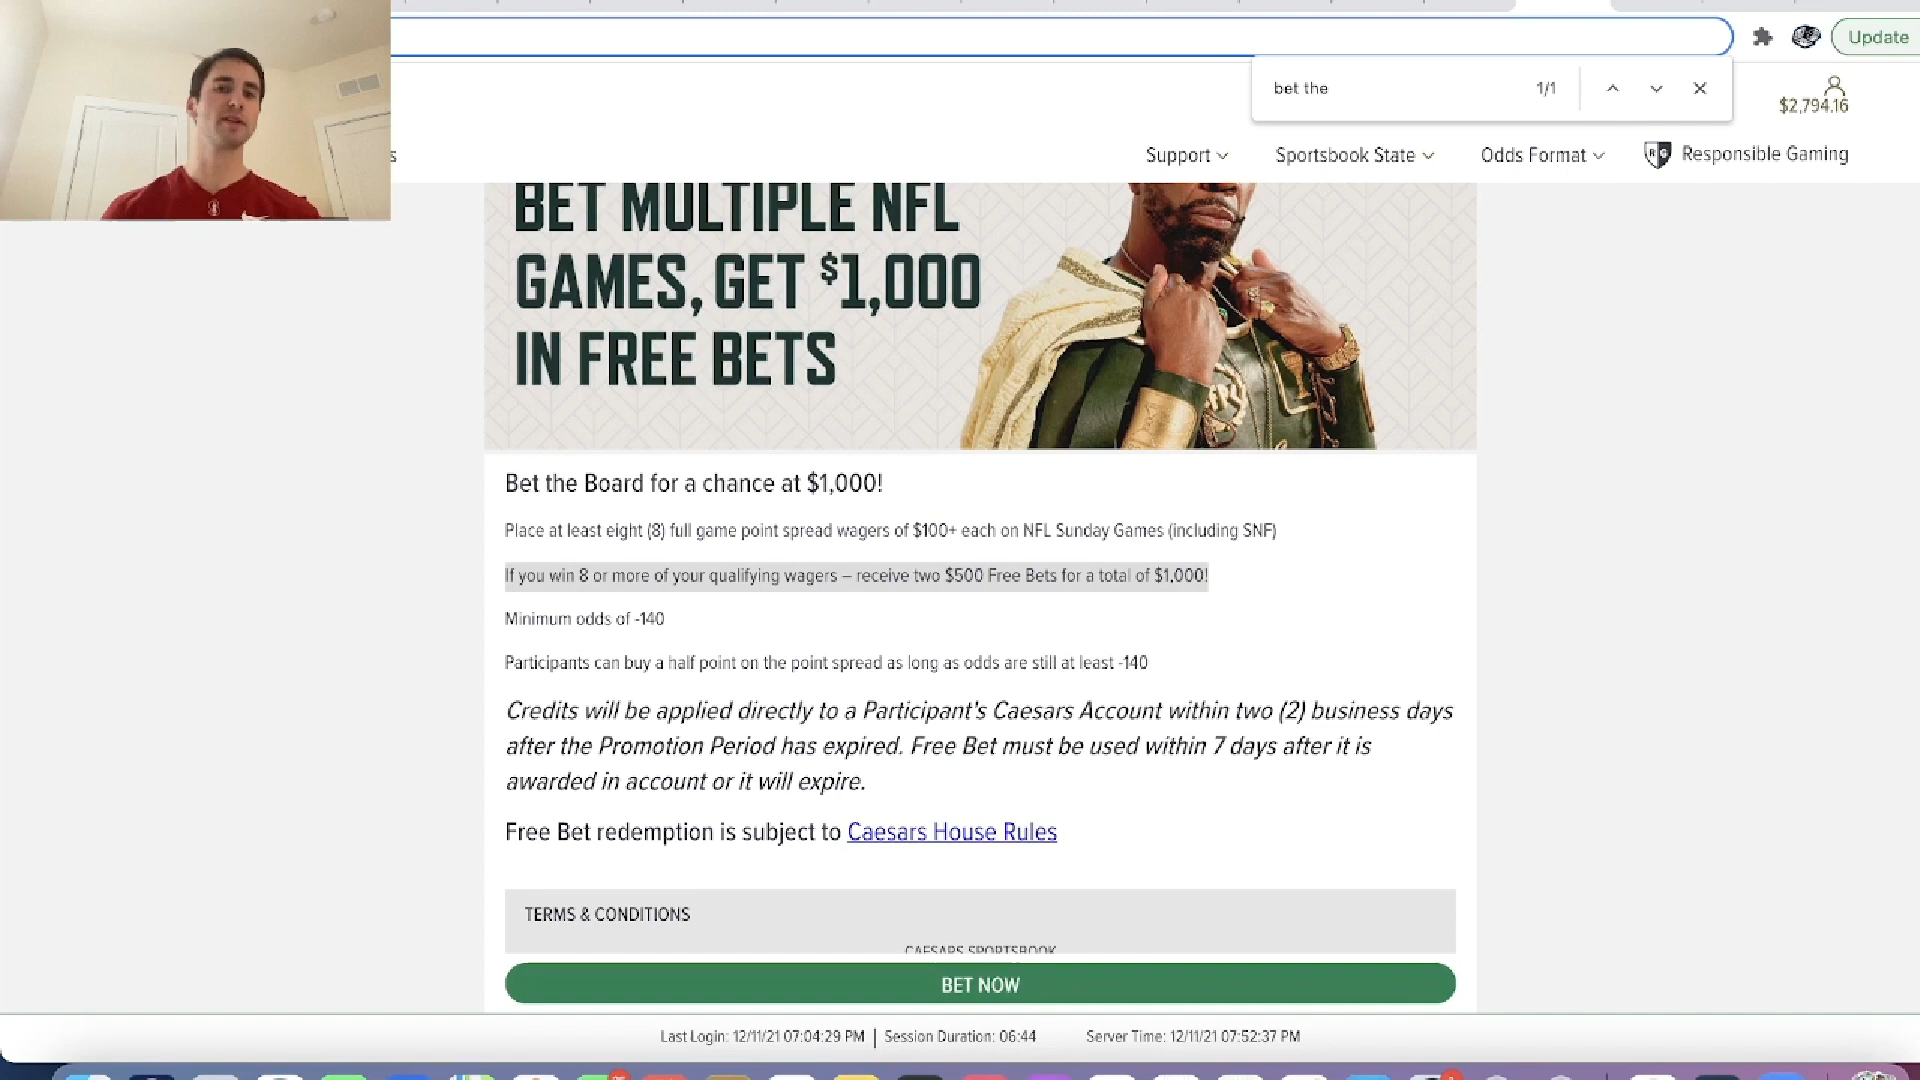 Update
bet the
1/1
$2,794.16
s
Support
Sportsbook State
Odds Format
RG
Responsible Gaming
BET MULTIPLE NFL
GAMES, GET $1,000
IN FREE BETS
Bet the Board for a chance at $1,000!
Place at least eight (8) full game point spread wagers of $100+ each on NFL Sunday Games (including SNF)
If you win 8 or more of your qualifying wagers – receive two $500 Free Bets for a total of $1,000!
Minimum odds of -140
Participants can buy a half point on the point spread as long as odds are still at least -140
Credits will be applied directly to a Participant's Caesars Account within two (2) business days
after the Promotion Period has expired. Free Bet must be used within 7 days after it is
awarded in account or it will expire.
Free Bet redemption is subject to Caesars House Rules
TERMS & CONDITIONS
CAESARS SPORTSBOOK
BET NOW
Last Login: 12/11/21 07:04:29 PM | Session Duration: 06:44
Server Time: 12/11/21 07:52:37 PM